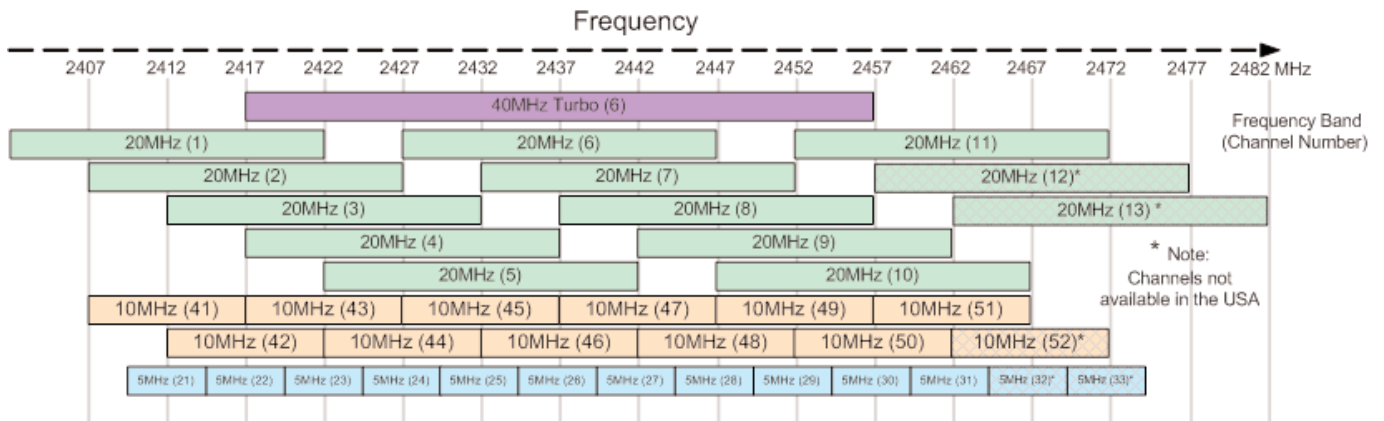 Frequency
2407 2412 2417 2422 2427 2432 2437 2442 2447 2452 2457 2462 2467 2472 2477 2482 MHz
40MHz Turbo (6)
Frequency Band
(Channel Number)
20MHz (1) 20MHz (6) 20MHz (11)
20MHz (2) 20MHz (7) 20MHz (12)*
20MHz (3) 20MHz (8) 20MHz (13) *
20MHz (4) 20MHz (9)
20MHz (5) 20MHz (10)
* Note:
Channels not
available in the USA
10MHz (41) 10MHz (43) 10MHz (45) 10MHz (47) 10MHz (49) 10MHz (51)
10MHz (42) 10MHz (44) 10MHz (46) 10MHz (48) 10MHz (50) 10MHz (52)*
5MHz (21) 5MHz (22) 5MHz (23) 5MHz (24) 5MHz (25) 5MHz (26) 5MHz (27) 5MHz (28) 5MHz (29) 5MHz (30) 5MHz (31) 5MHz (32)* 5MHz (33)*